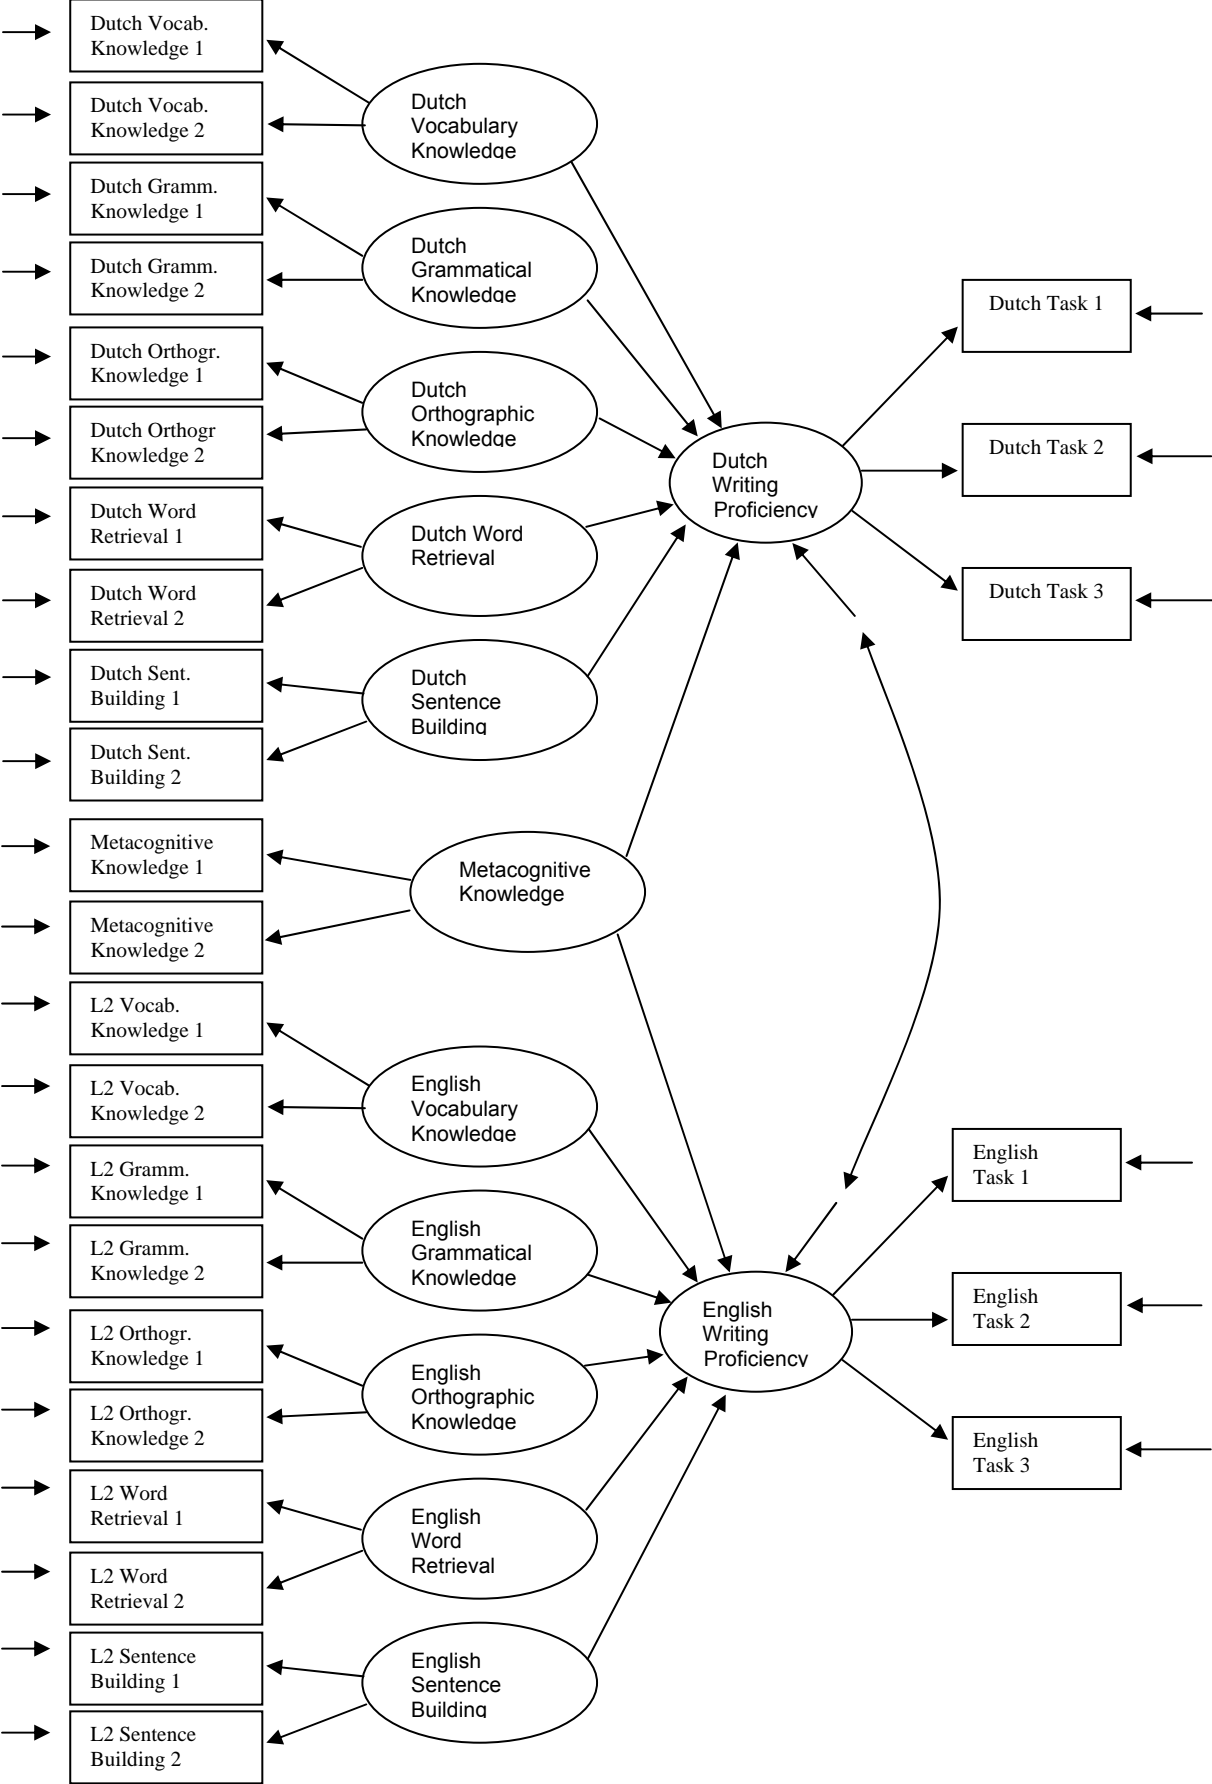 Dutch Vocab.
Knowledge 1
Dutch Vocab.
Knowledge 2
Dutch Gramm.
Knowledge 1
Dutch Gramm.
Knowledge 2
Dutch Orthogr.
Knowledge 1
Dutch Orthogr
Knowledge 2
Dutch Word
Retrieval 1
Dutch Word
Retrieval 2
Dutch Sent.
Building 1
Dutch Sent.
Building 2
Metacognitive
Knowledge 1
Metacognitive
Knowledge 2
L2 Vocab.
Knowledge 1
L2 Vocab.
Knowledge 2
L2 Gramm.
Knowledge 1
L2 Gramm.
Knowledge 2
L2 Orthogr.
Knowledge 1
L2 Orthogr.
Knowledge 2
L2 Word
Retrieval 1
L2 Word
Retrieval 2
L2 Sentence
Building 1
L2 Sentence
Building 2
Dutch
Vocabulary
Knowledge
Dutch
Grammatical
Knowledge
Dutch
Orthographic
Knowledge
Dutch Word
Retrieval
Dutch
Sentence
Building
Metacognitive
Knowledge
English
Vocabulary
Knowledge
English
Grammatical
Knowledge
English
Orthographic
Knowledge
English
Word
Retrieval
English
Sentence
Building
Dutch
Writing
Proficiency
English
Writing
Proficiency
Dutch Task 1
Dutch Task 2
Dutch Task 3
English
Task 1
English
Task 2
English
Task 3